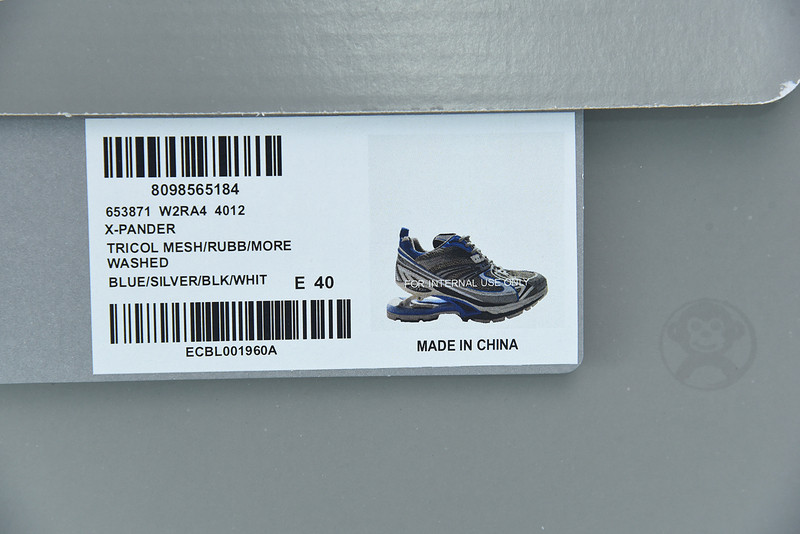 8098565184
653871 W2RA4 4012
X-PANDER
TRICOL MESH/RUBB/MORE
WASHED
BLUE/SILVER/BLK/WHIT E 40
ECBL001960A
FOR INTERNAL USE ONLY
MADE IN CHINA